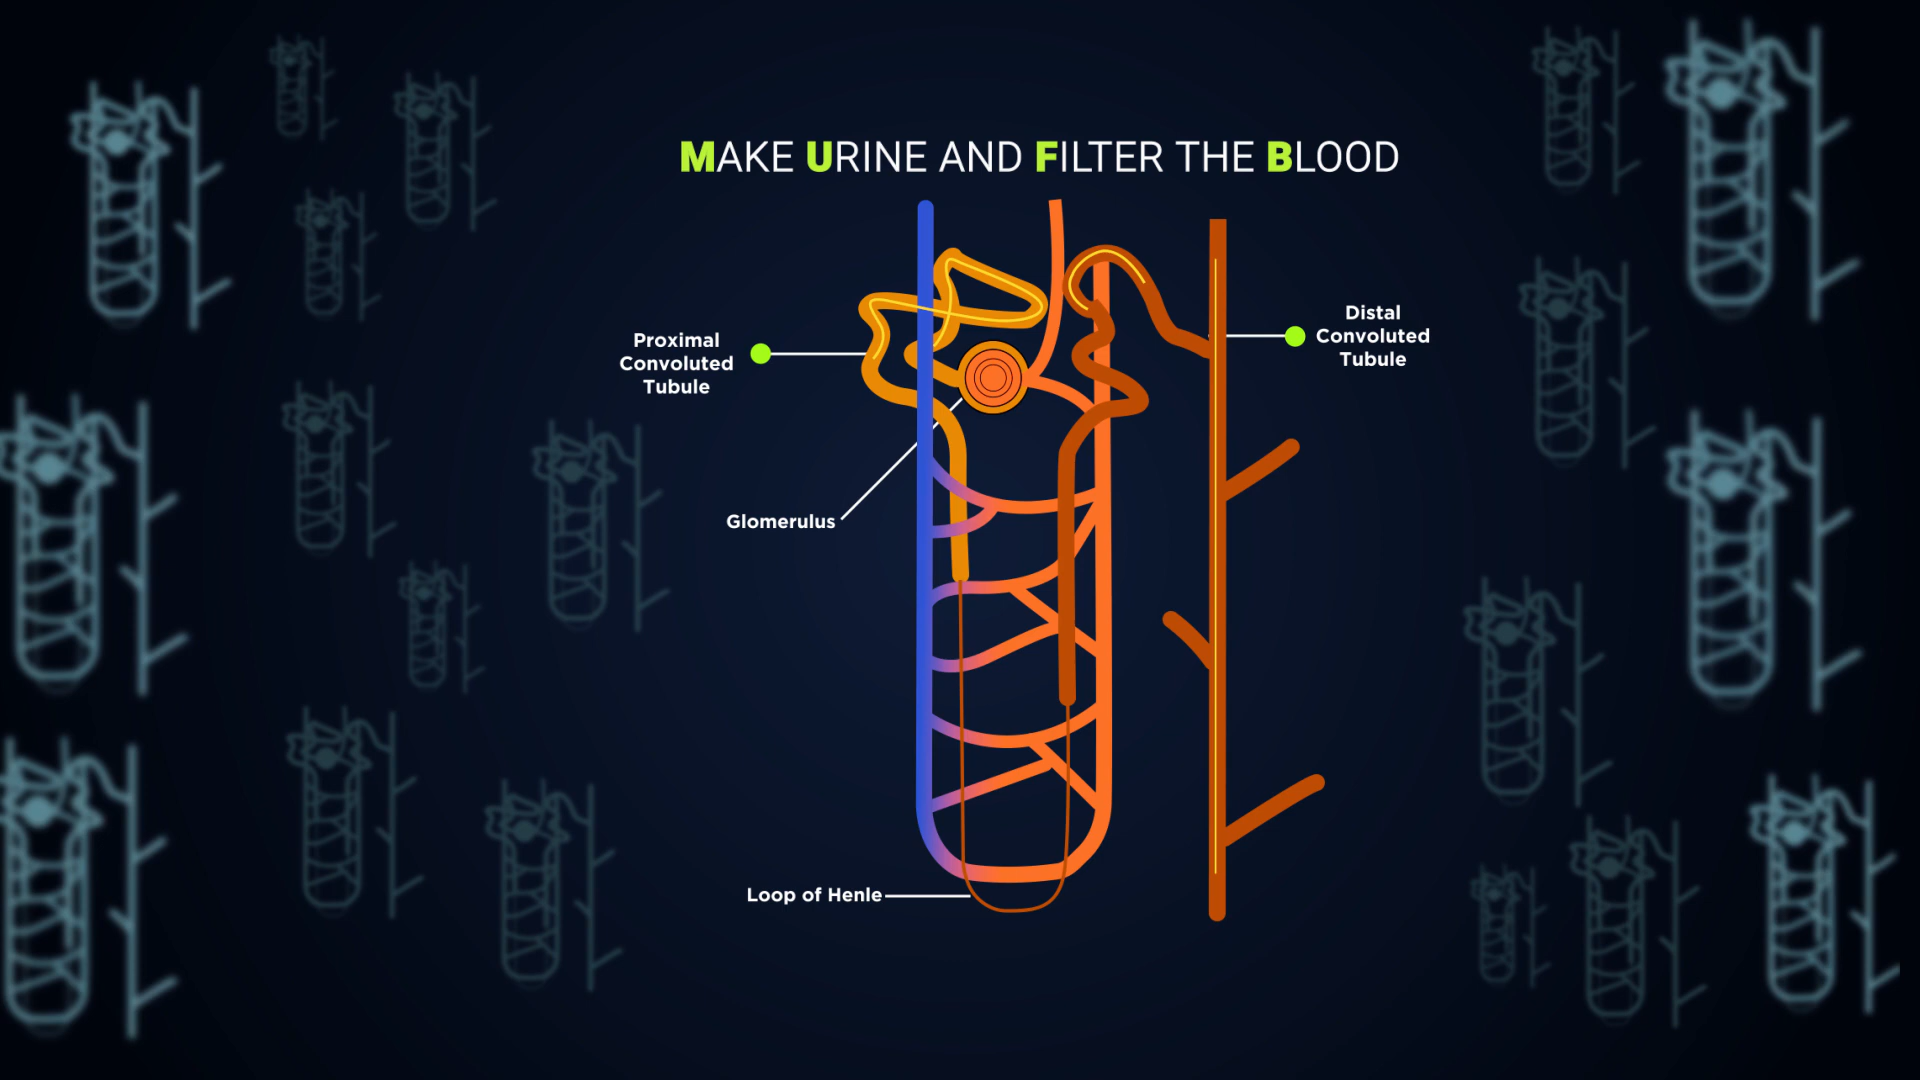 MAKE URINE AND FILTER THE BLOOD
Proximal
Convoluted
Tubule
Distal
Convoluted
Tubule
Glomerulus
Loop of Henle